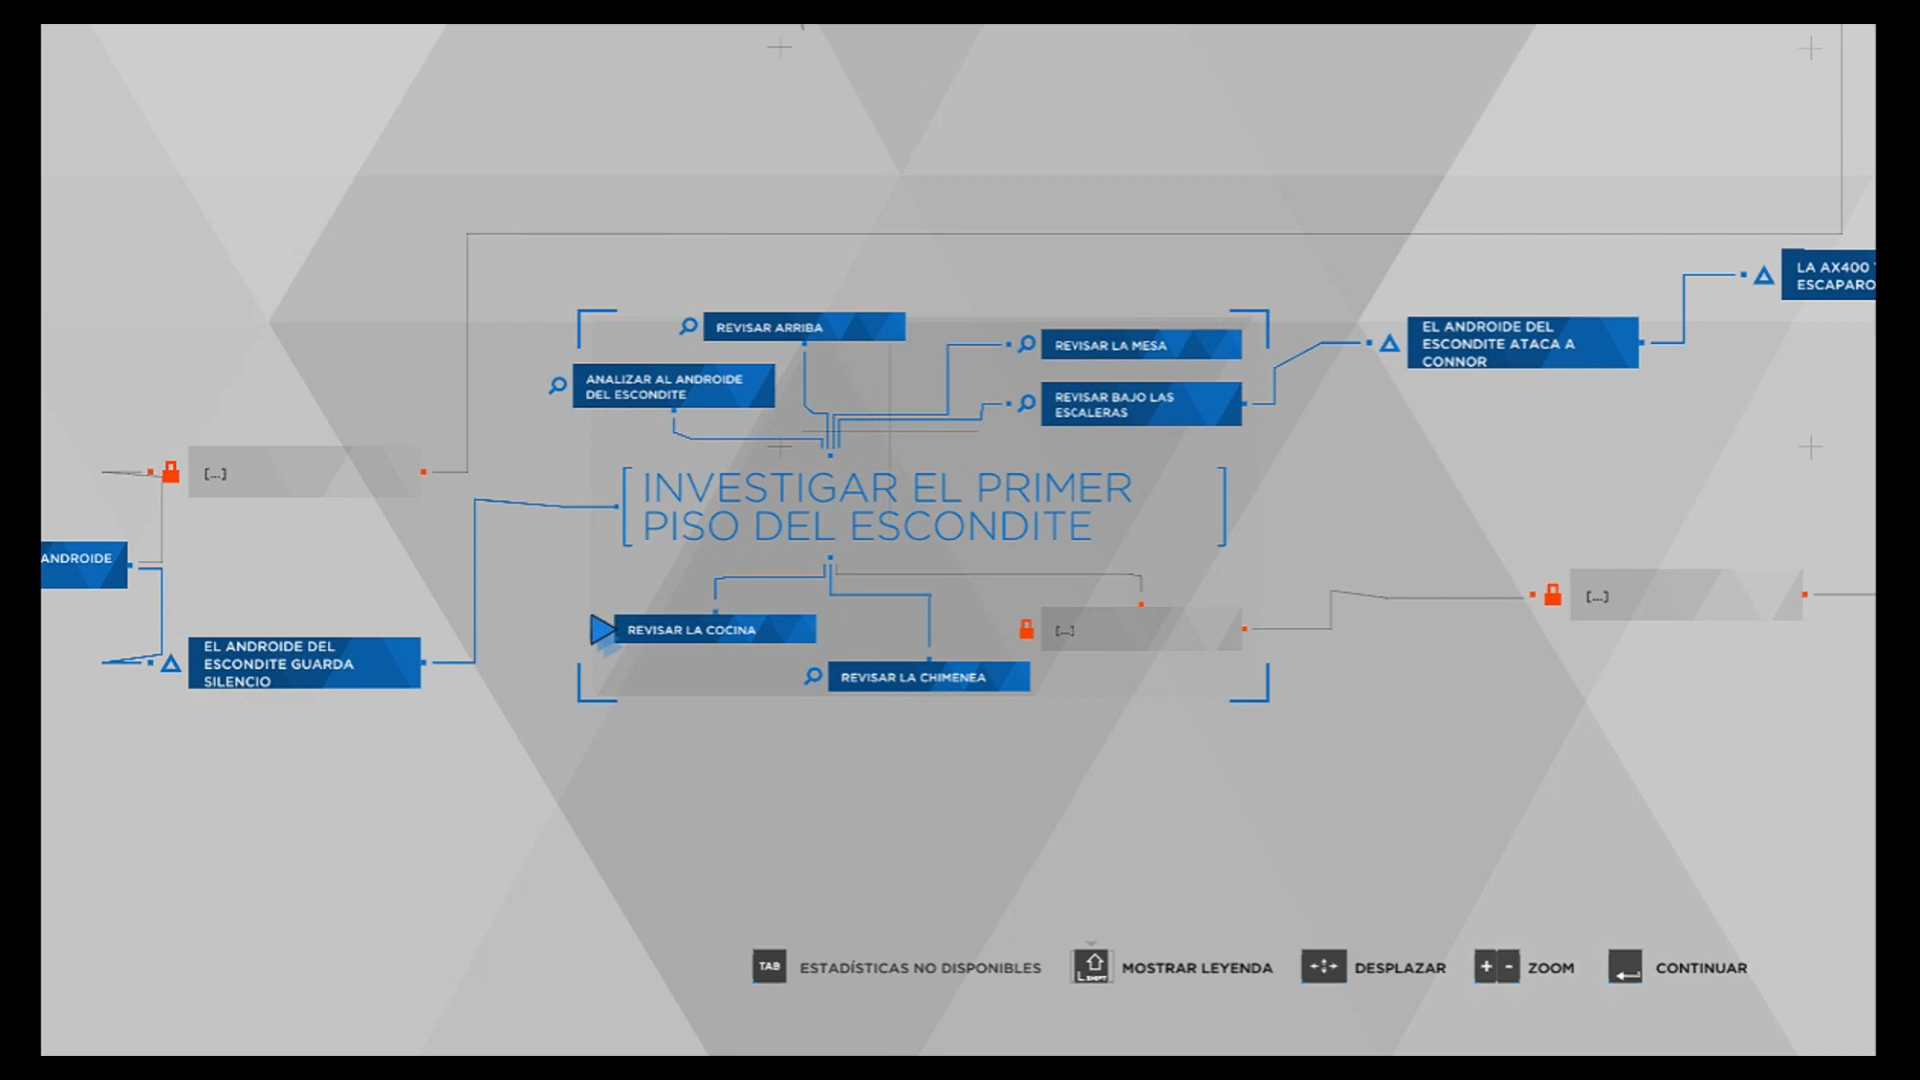 LA AX400
ESCAPARO
REVISAR ARRIBA
REVISAR LA MESA
EL ANDROIDE DEL
ESCONDITE ATACA A
CONNOR
ANALIZAR AL ANDROIDE
DEL ESCONDITE
REVISAR BAJO LAS
ESCALERAS
[...]
INVESTIGAR EL PRIMER
PISO DEL ESCONDITE
ANDROIDE
[...]
REVISAR LA COCINA
[...]
EL ANDROIDE DEL
ESCONDITE GUARDA
SILENCIO
REVISAR LA CHIMENEA
TAB ESTADÍSTICAS NO DISPONIBLES
L SHIFT MOSTRAR LEYENDA
DESPLAZAR
+ - ZOOM
CONTINUAR